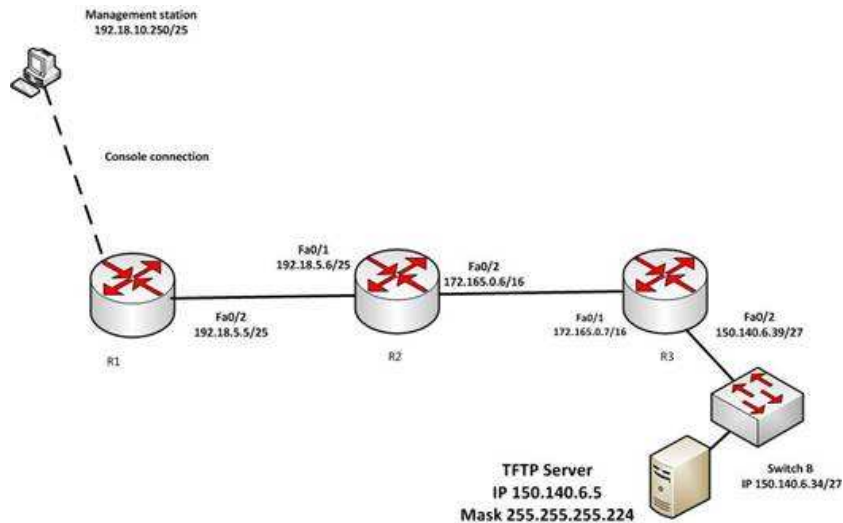 Management station
192.18.10.250/25
Console connection
Fa0/1
192.18.5.6/25
Fa0/2
172.165.0.6/16
Fa0/2
192.18.5.5/25
Fa0/1
172.165.0.7/16
Fa0/2
150.140.6.39/27
R1
R2
R3
TFTP Server
IP 150.140.6.5
Mask 255.255.255.224
Switch B
IP 150.140.6.34/27